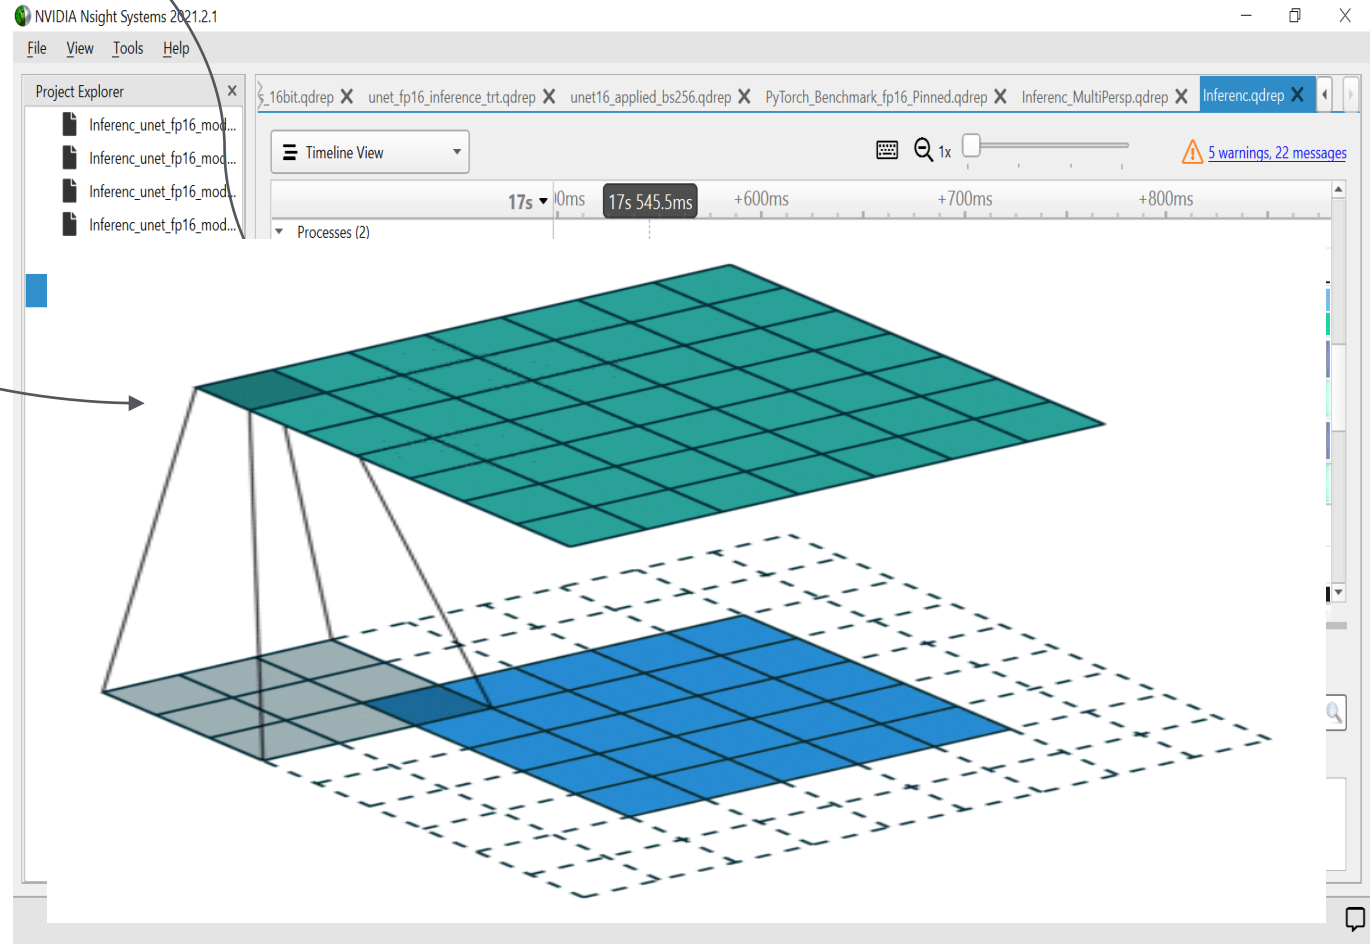 NVIDIA Nsight Systems 2021.2.1
File View Tools Help
Project Explorer
Inferenc_unet_fp16_mod...
Inferenc_unet_fp16_mod...
Inferenc_unet_fp16_mod...
Inferenc_unet_fp16_mod...
s_16bit.qdrep unet_fp16_inference_trt.qdrep unet16_applied_bs256.qdrep PyTorch_Benchmark_fp16_Pinned.qdrep Inferenc_MultiPersp.qdrep Inferenc.qdrep
Timeline View
1x
5 warnings, 22 messages
17s 0ms 17s 545.5ms +600ms +700ms +800ms
Processes (2)